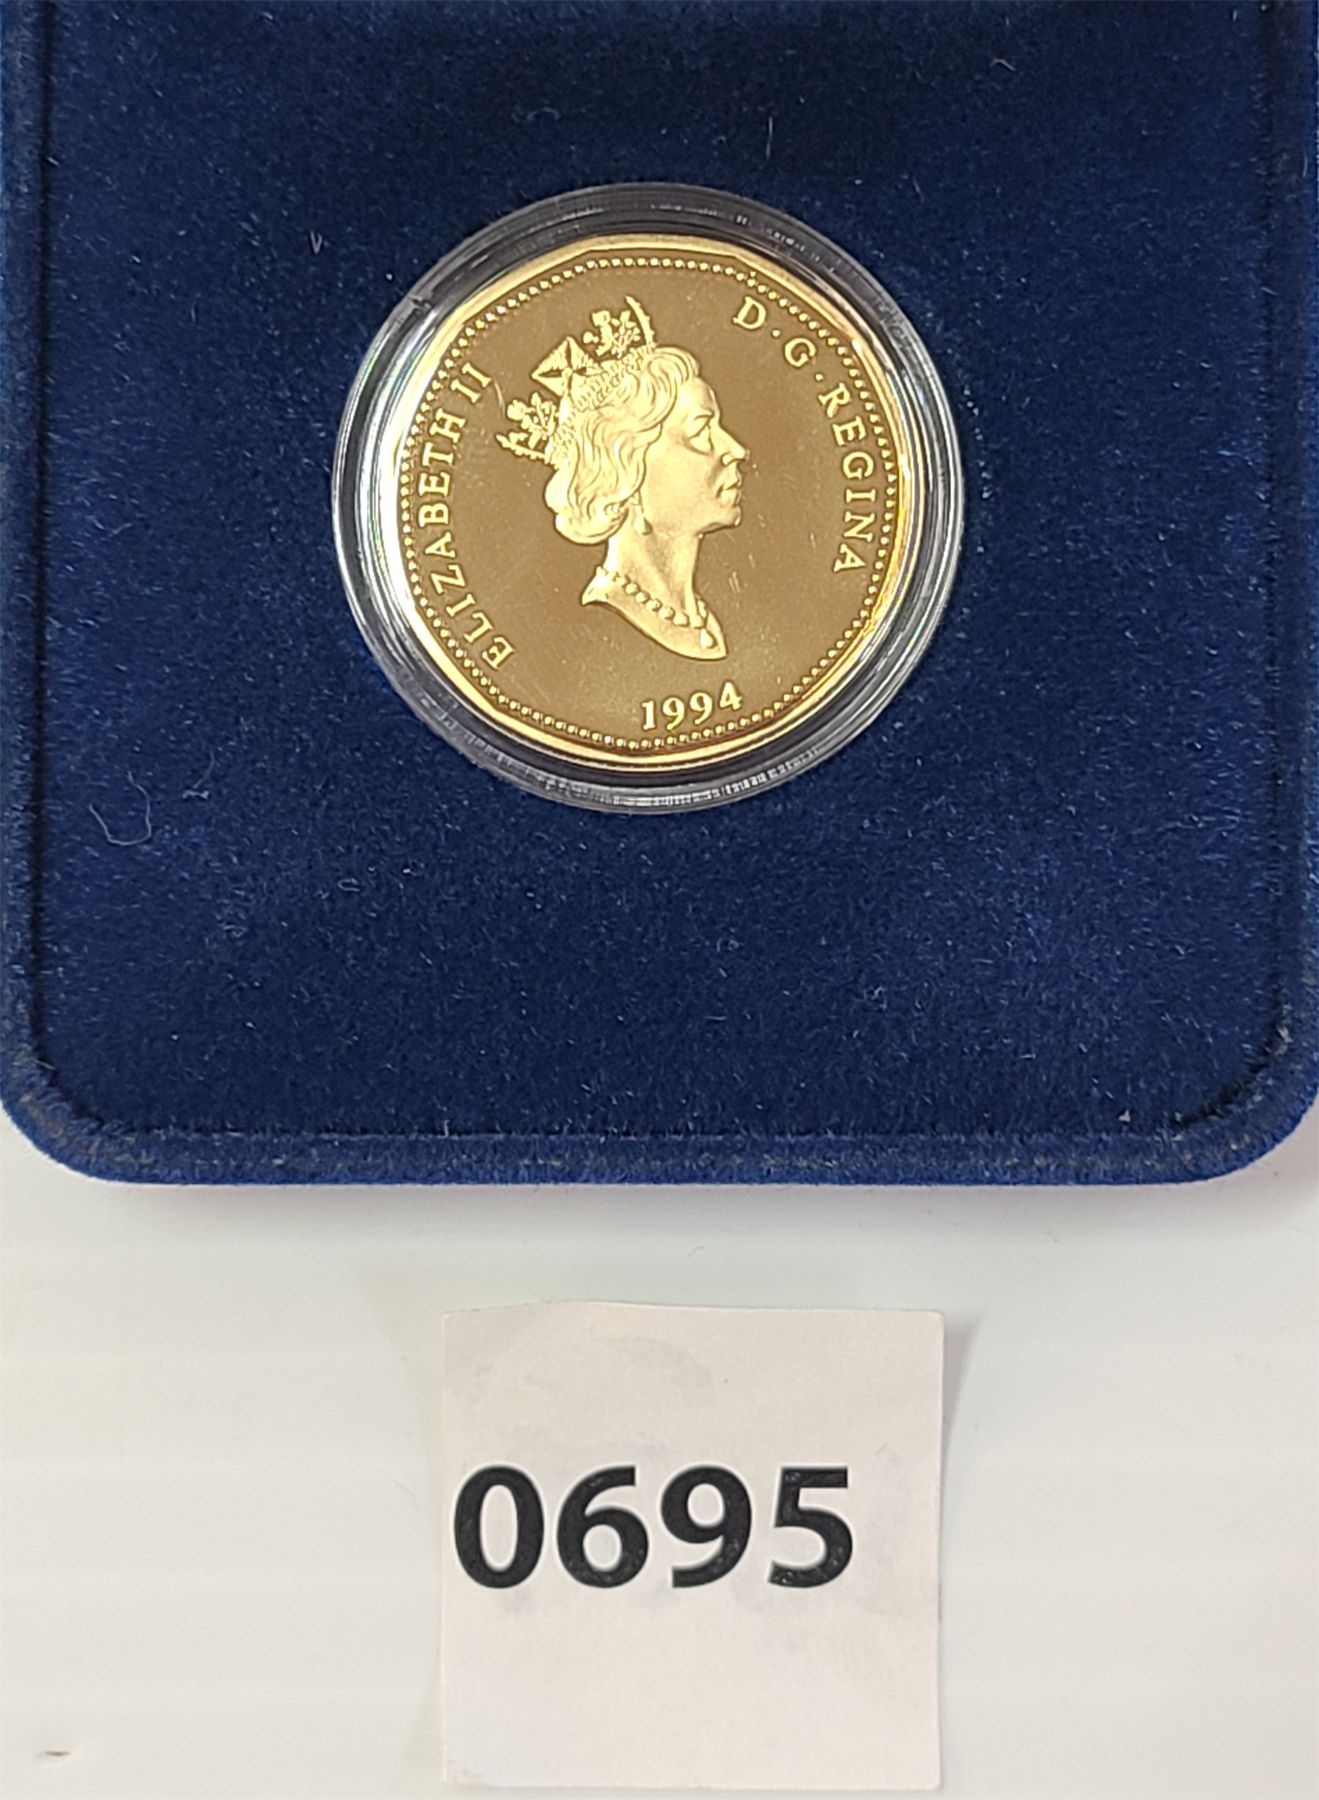 ELIZABETH II
D·G·REGINA
1994
0695